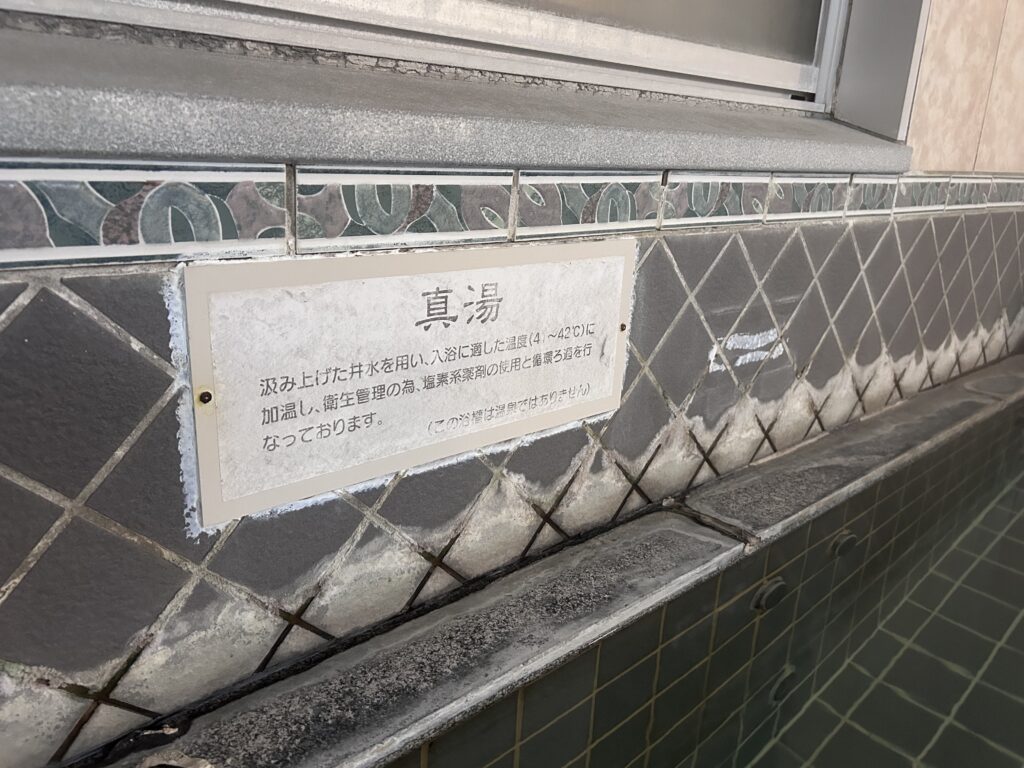 真湯
汲み上げた井水を用い、入浴に適した温度(41～42℃)に
加温し、衛生管理の為、塩素系薬剤の使用と循環ろ過を行
なっております。
(この浴槽は温泉ではありません)